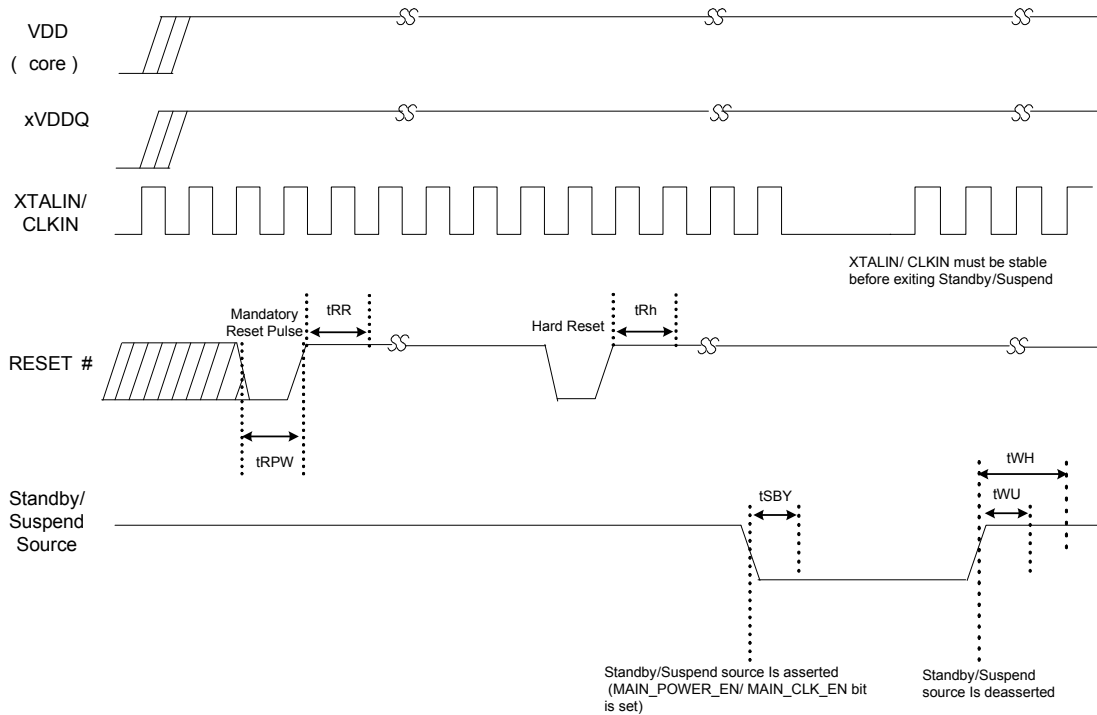 VDD
( core )
xVDDQ
XTALIN/
CLKIN
XTALIN/ CLKIN must be stable
before exiting Standby/Suspend
Mandatory
Reset Pulse
tRR
Hard Reset
tRh
RESET #
tRPW
tWH
tSBY
tWU
Standby/
Suspend
Source
Standby/Suspend source Is asserted
(MAIN_POWER_EN/ MAIN_CLK_EN bit
is set)
Standby/Suspend
source Is deasserted